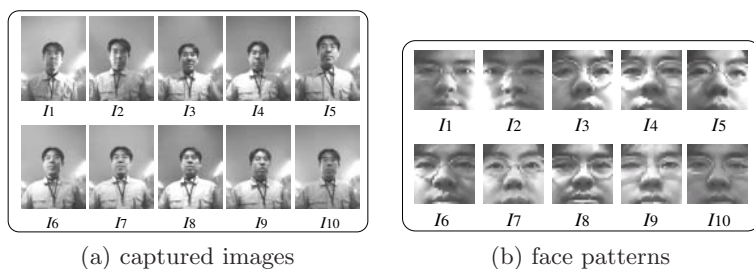 I1 I2 I3 I4 I5
I6 I7 I8 I9 I10
(a) captured images
I1 I2 I3 I4 I5
I6 I7 I8 I9 I10
(b) face patterns